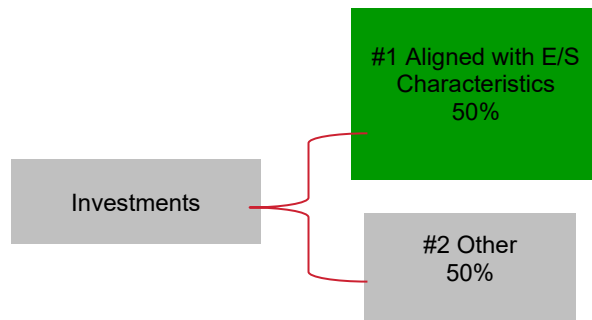 #1 Aligned with E/S
Characteristics
50%
Investments
#2 Other
50%